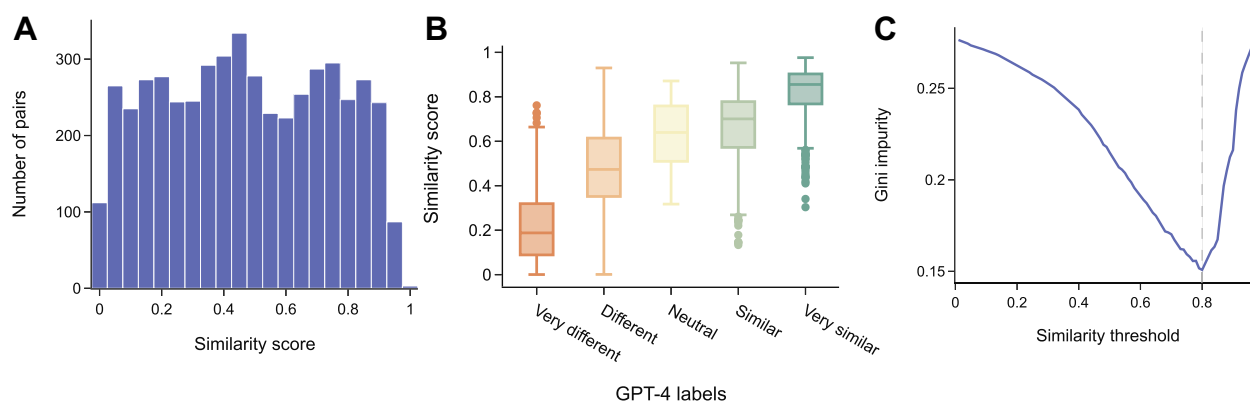 A
Number of pairs
300
200
100
0
0
0.2
0.4
0.6
0.8
1
Similarity score
B
Similarity score
1
0.8
0.6
0.4
0.2
0
Very different
Different
Neutral
Similar
Very similar
GPT-4 labels
C
Gini impurity
0.25
0.2
0.15
0
0.2
0.4
0.6
0.8
Similarity threshold